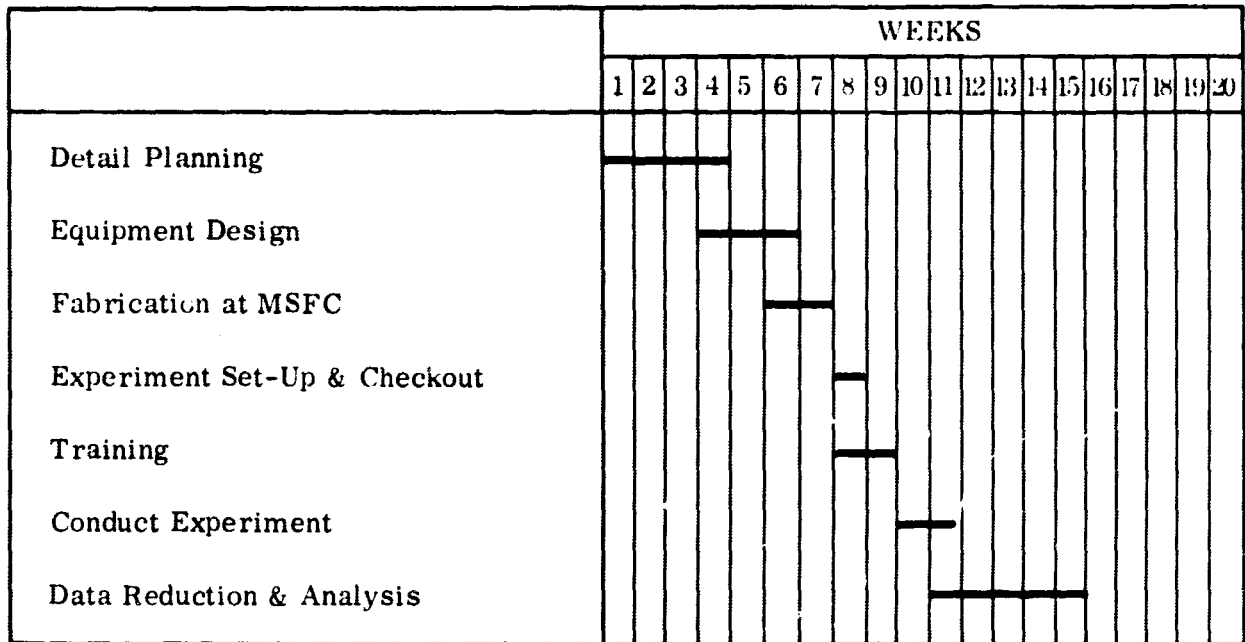 WEEKS
1 2 3 4 5 6 7 8 9 10 11 12 13 14 15 16 17 18 19 20
Detail Planning
Equipment Design
Fabrication at MSFC
Experiment Set-Up & Checkout
Training
Conduct Experiment
Data Reduction & Analysis